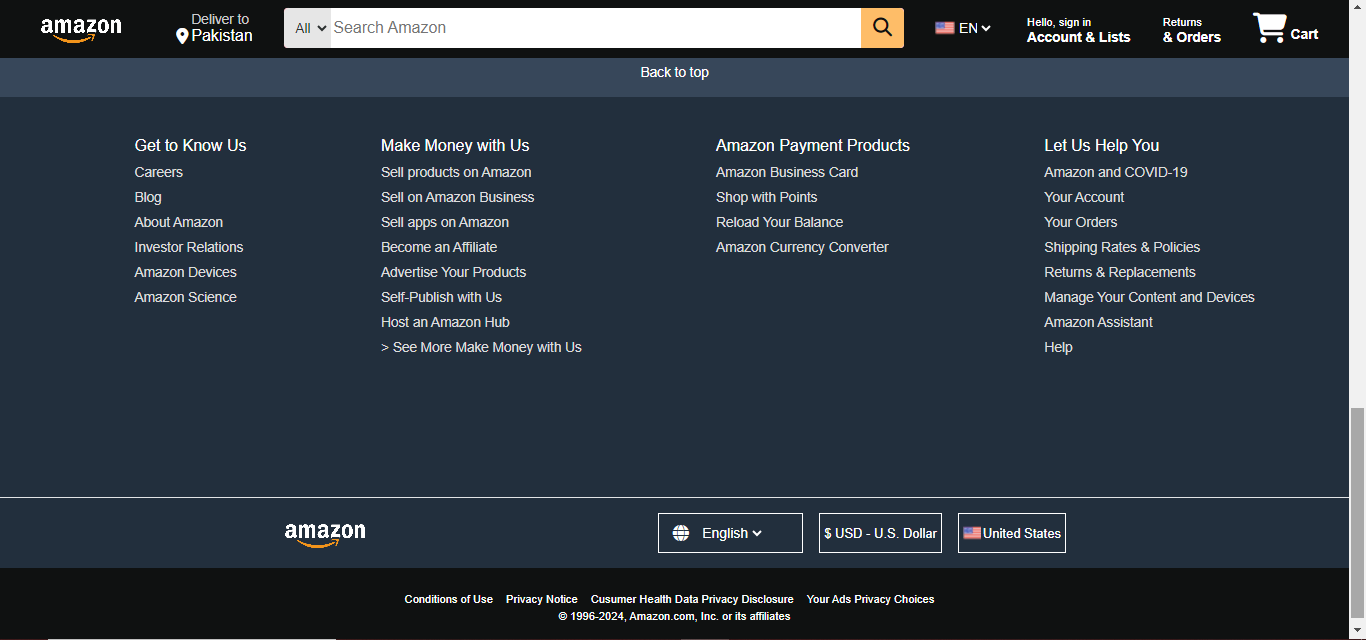 amazon
Deliver to
Pakistan
All
Search Amazon
EN
Hello, sign in
Account & Lists
Returns
& Orders
Cart
Back to top
Get to Know Us
Careers
Blog
About Amazon
Investor Relations
Amazon Devices
Amazon Science
Make Money with Us
Sell products on Amazon
Sell on Amazon Business
Sell apps on Amazon
Become an Affiliate
Advertise Your Products
Self-Publish with Us
Host an Amazon Hub
> See More Make Money with Us
Amazon Payment Products
Amazon Business Card
Shop with Points
Reload Your Balance
Amazon Currency Converter
Let Us Help You
Amazon and COVID-19
Your Account
Your Orders
Shipping Rates & Policies
Returns & Replacements
Manage Your Content and Devices
Amazon Assistant
Help
amazon
English
$ USD - U.S. Dollar
United States
Conditions of Use Privacy Notice Cusumer Health Data Privacy Disclosure Your Ads Privacy Choices
© 1996-2024, Amazon.com, Inc. or its affiliates